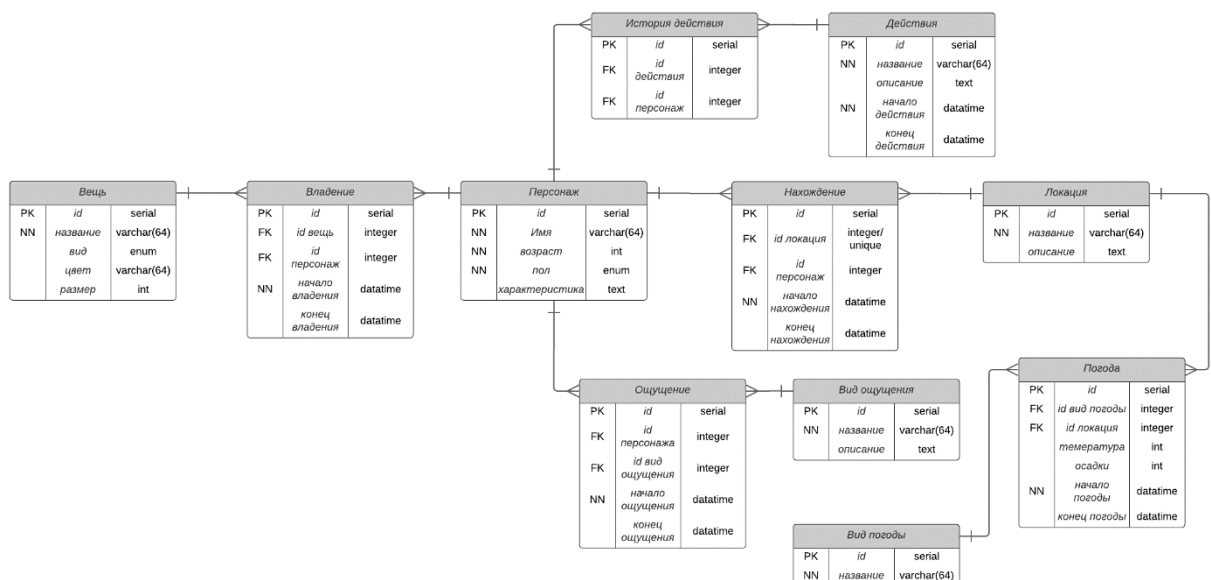 История действия
PK id serial
FK id
действия integer
FK id
персонаж integer
Действия
PK id serial
NN название varchar(64)
описание text
NN начало
действия datatime
конец
действия datatime
Вещь
PK id serial
NN название varchar(64)
вид enum
цвет varchar(64)
размер int
Владение
PK id serial
FK id вещь integer
FK id
персонаж integer
NN начало
владения datatime
конец
владения datatime
Персонаж
PK id serial
NN Имя varchar(64)
NN возраст int
NN пол enum
характеристика text
Нахождение
PK id serial
FK id локация integer/
unique
FK id
персонаж integer
NN начало
нахождения datatime
конец
нахождения datatime
Локация
PK id serial
NN название varchar(64)
описание text
Ощущение
PK id serial
FK id
персонажа integer
FK id вид
ощущения integer
NN начало
ощущения datatime
конец
ощущения datatime
Вид ощущения
PK id serial
NN название varchar(64)
описание text
Погода
PK id serial
FK id вид погоды integer
FK id локация integer
темература int
осадки int
NN начало
погоды datatime
конец погоды datatime
Вид погоды
PK id serial
NN название varchar(64)